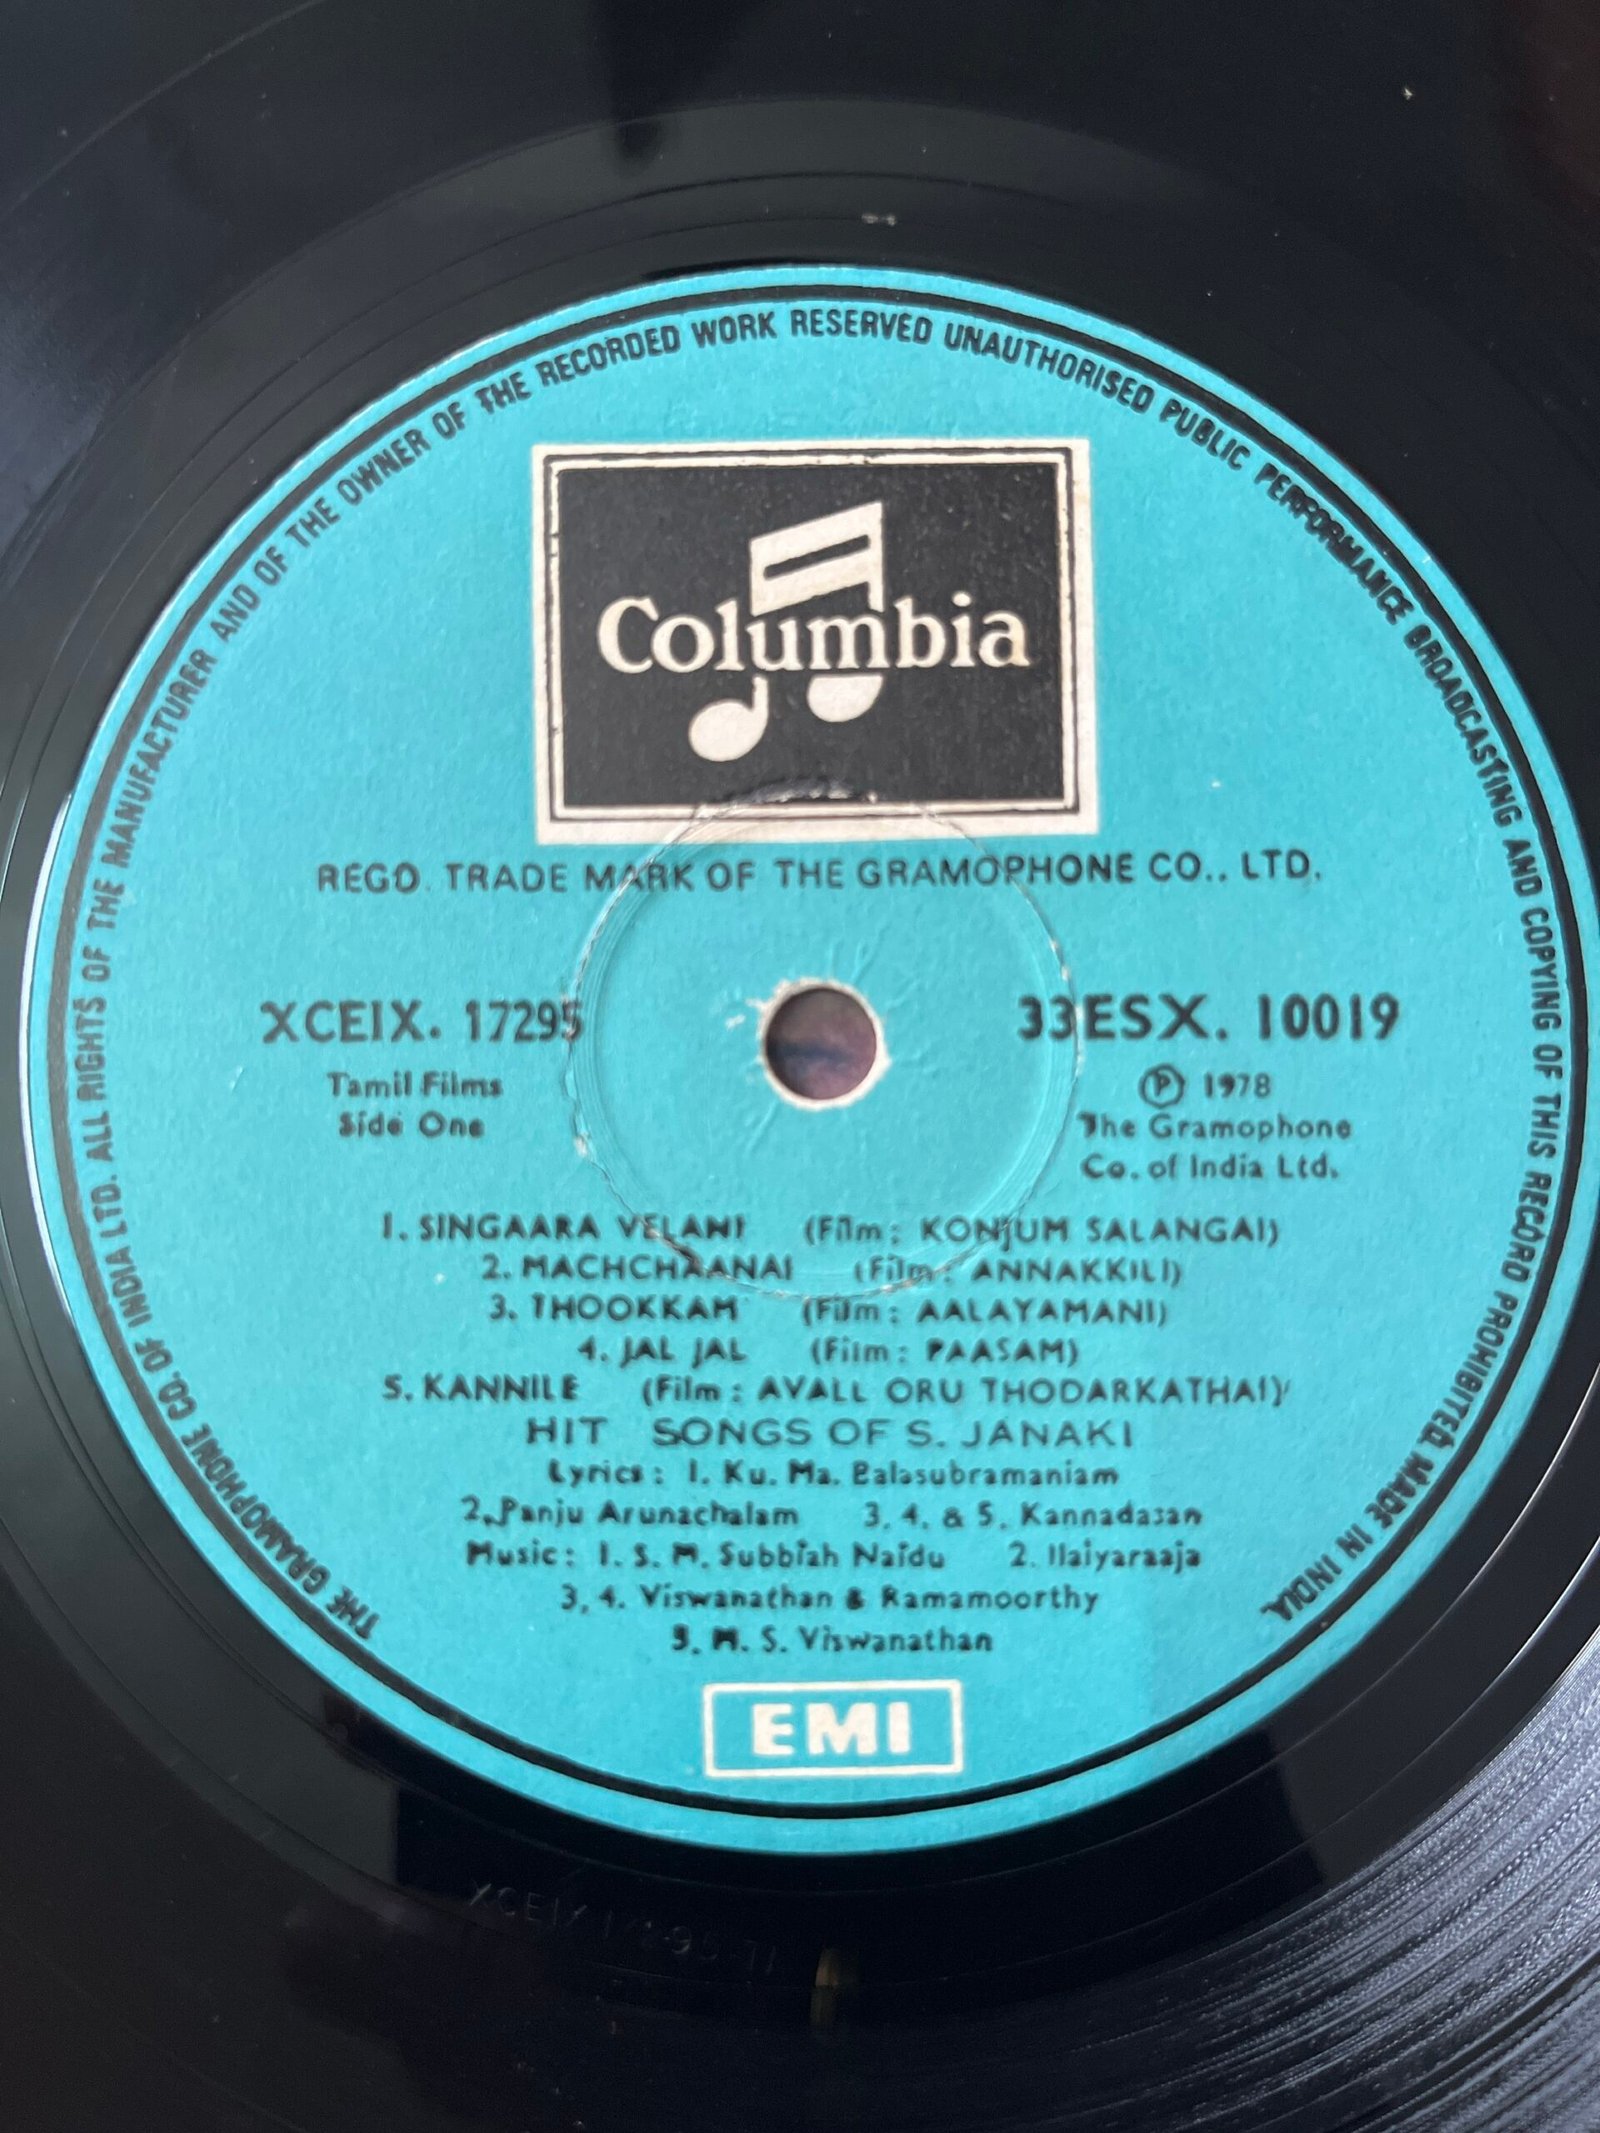 THE GRAMOPHONE CO. OF INDIA LTD. ALL RIGHTS OF THE MANUFACTURER AND OF THE OWNER OF THE RECORDED WORK RESERVED UNAUTHORISED PUBLIC PERFORMANCE BROADCASTING AND COPYING OF THIS RECORD PROHIBITED. MADE IN INDIA.
Columbia
REGD. TRADE MARK OF THE GRAMOPHONE CO., LTD.
XCEIX. 17295
Tamil Films
Side One
33ESX. 10019
℗ 1978
The Gramophone
Co. of India Ltd.
1. SINGAARA VELANI (Film: KONJUM SALANGAI)
2. MACHCHAANAI (Film: ANNAKKILI)
3. THOOKKAM (Film: AALAYAMANI)
4. JAL JAL (Film: PAASAM)
5. KANNILE (Film: AVALL ORU THODARKATHAI)
HIT SONGS OF S. JANAKI
Lyrics: 1. Ku. Ma. Balasubramaniam
2. Panju Arunachalam 3, 4. & 5. Kannadasan
Music: 1. S. M. Subbiah Naidu 2. Ilaiyaraaja
3, 4. Viswanathan & Ramamoorthy
5. M. S. Viswanathan
EMI
XCEIX 17295